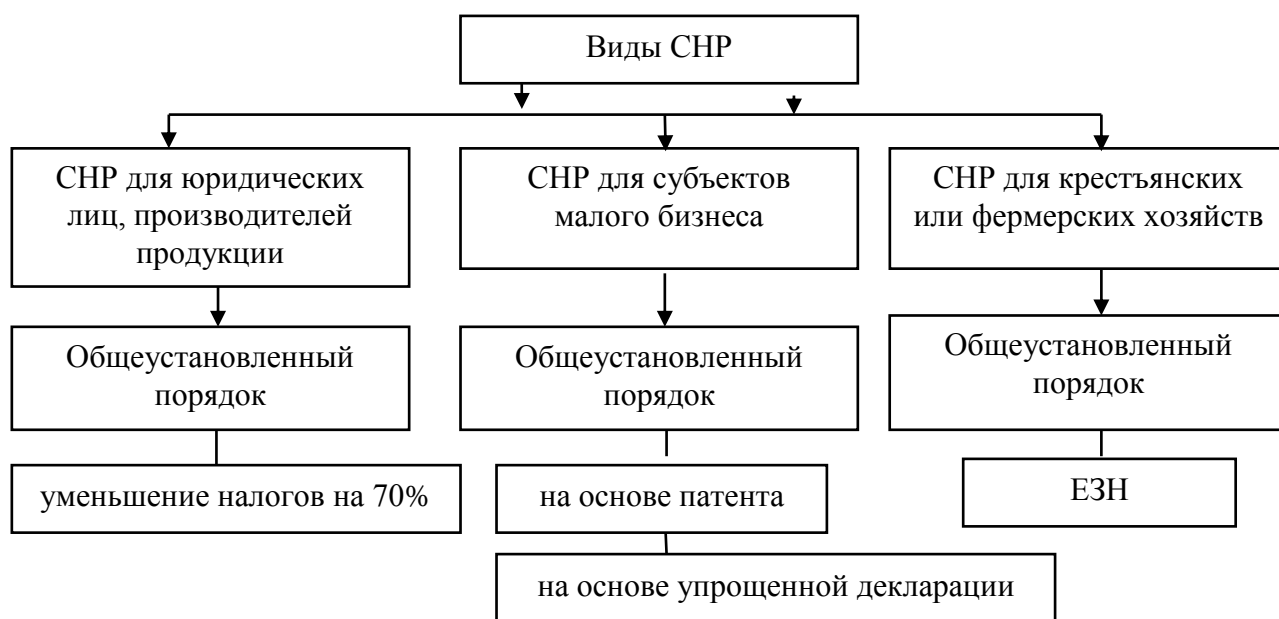 Виды СНР
СНР для юридических
лиц, производителей
продукции
СНР для субъектов
малого бизнеса
СНР для крестъянских
или фермерских хозяйств
Общеустановленный
порядок
Общеустановленный
порядок
Общеустановленный
порядок
уменьшение налогов на 70%
на основе патента
ЕЗН
на основе упрощенной декларации